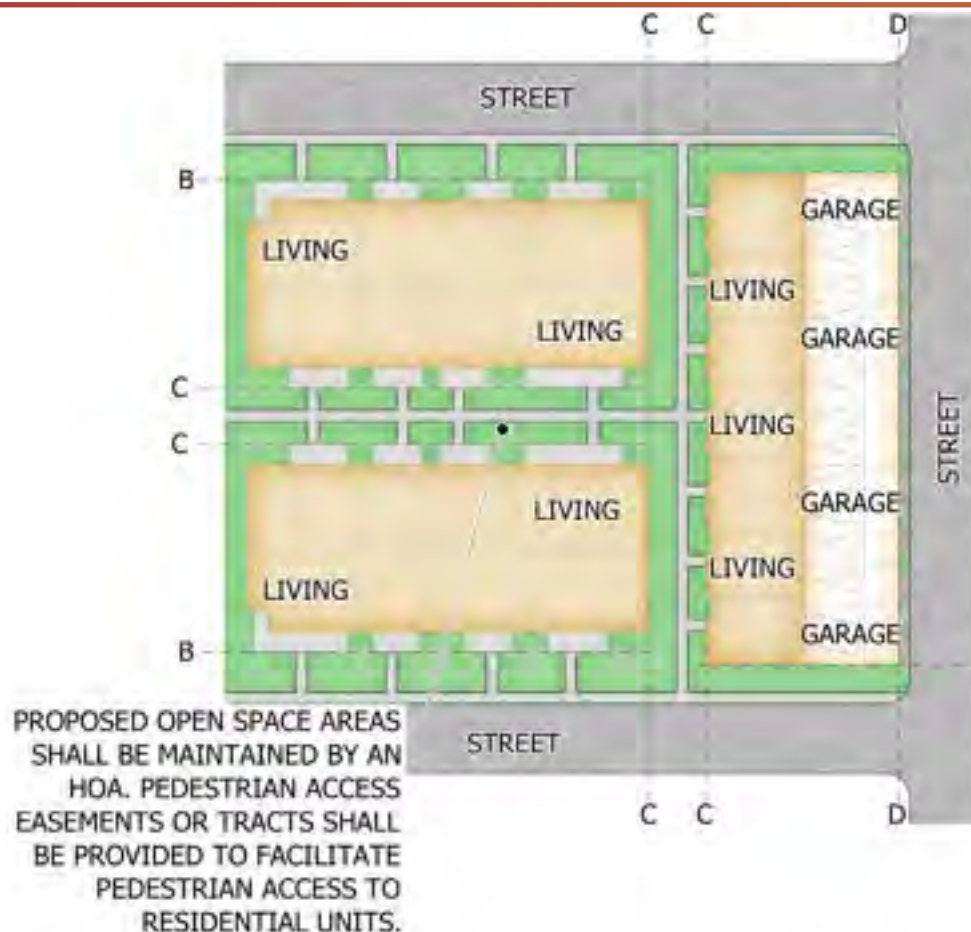 C C D
STREET
B
GARAGE
LIVING
LIVING
LIVING
GARAGE
C
STREET
LIVING
C
LIVING
GARAGE
LIVING
LIVING
GARAGE
B
PROPOSED OPEN SPACE AREAS
SHALL BE MAINTAINED BY AN
HOA. PEDESTRIAN ACCESS
EASEMENTS OR TRACTS SHALL
BE PROVIDED TO FACILITATE
PEDESTRIAN ACCESS TO
RESIDENTIAL UNITS.
STREET
C C D